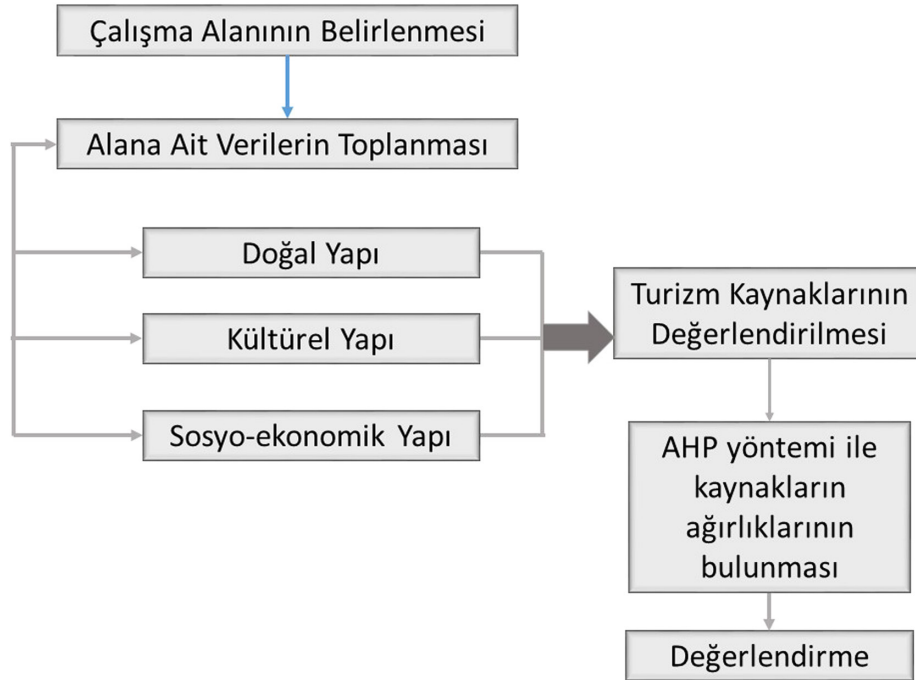 Çalışma Alanının Belirlenmesi
Alana Ait Verilerin Toplanması
Doğal Yapı
Kültürel Yapı
Sosyo-ekonomik Yapı
Turizm Kaynaklarının
Değerlendirilmesi
AHP yöntemi ile
kaynakların
ağırlıklarının
bulunması
Değerlendirme